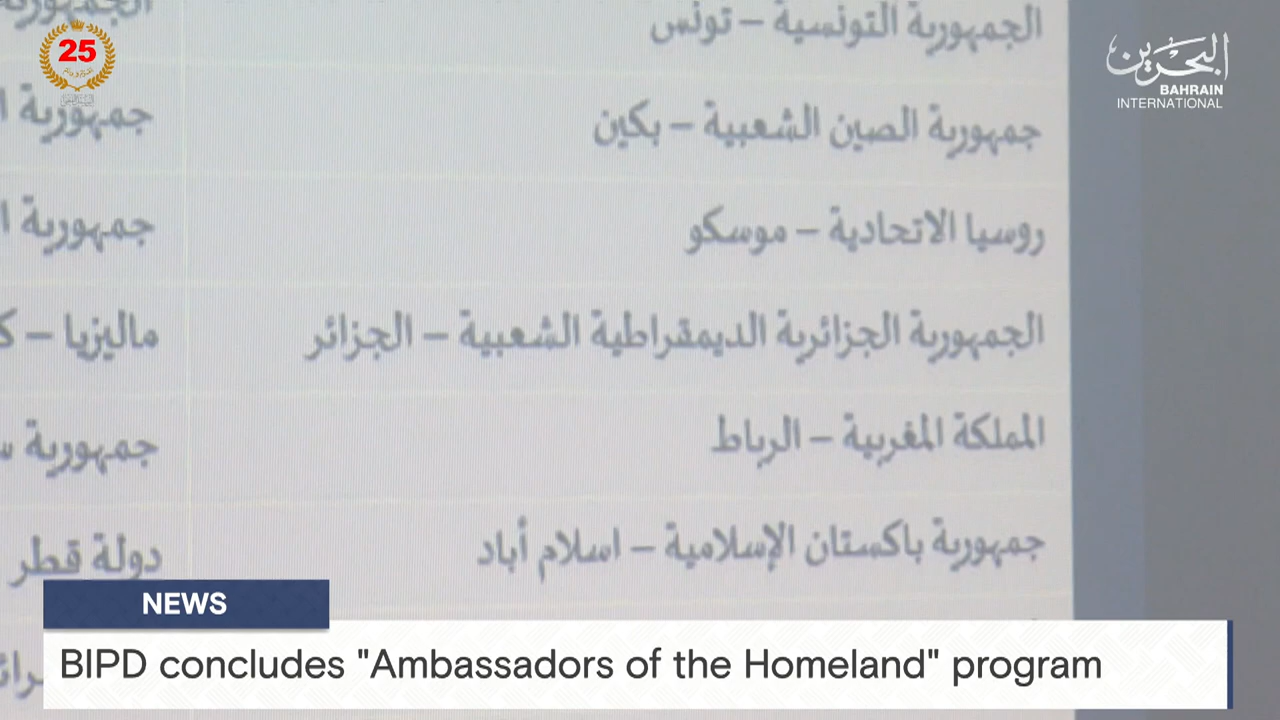 25
البحرين
BAHRAIN
INTERNATIONAL
الجمهورية التونسية – تونس
جمهورية الصين الشعبية – بكين
جمهورية
روسيا الاتحادية – موسكو
جمهورية
الجمهورية الجزائرية الديمقراطية الشعبية – الجزائر
ماليزيا –
المملكة المغربية – الرباط
جمهورية
جمهورية باكستان الإسلامية – اسلام أباد
دولة قطر
NEWS
BIPD concludes "Ambassadors of the Homeland" program